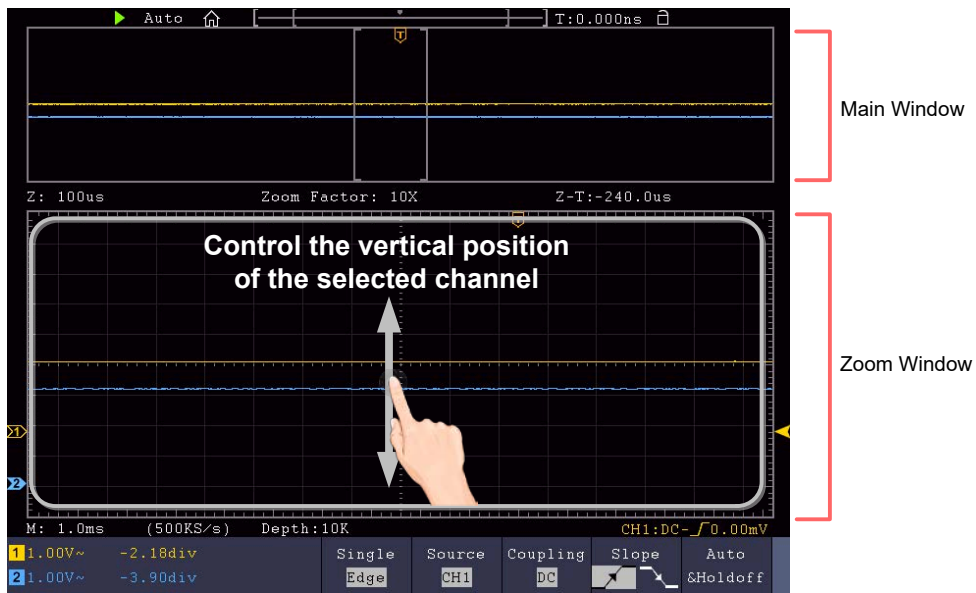 Auto T:0.000ns
T
Main Window
Z: 100us Zoom Factor: 10X Z-T:-240.0us
Control the vertical position
of the selected channel
Zoom Window
1
2
M: 1.0ms (500KS/s) Depth:10K CH1:DC- 0.00mV
1 1.00V~ -2.18div Single Source Coupling Slope Auto
2 1.00V~ -3.90div Edge CH1 DC &Holdoff